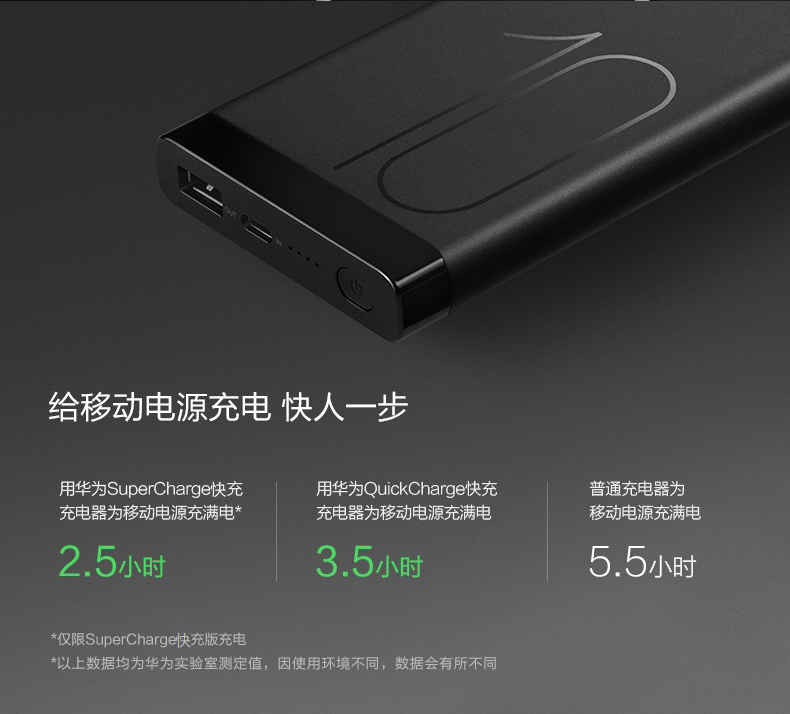 10
OUT
IN
给移动电源充电 快人一步
用华为SuperCharge快充
充电器为移动电源充满电*
2.5小时
用华为QuickCharge快充
充电器为移动电源充满电
3.5小时
普通充电器为
移动电源充满电
5.5小时
*仅限SuperCharge快充版充电
*以上数据均为华为实验室测定值，因使用环境不同，数据会有所不同